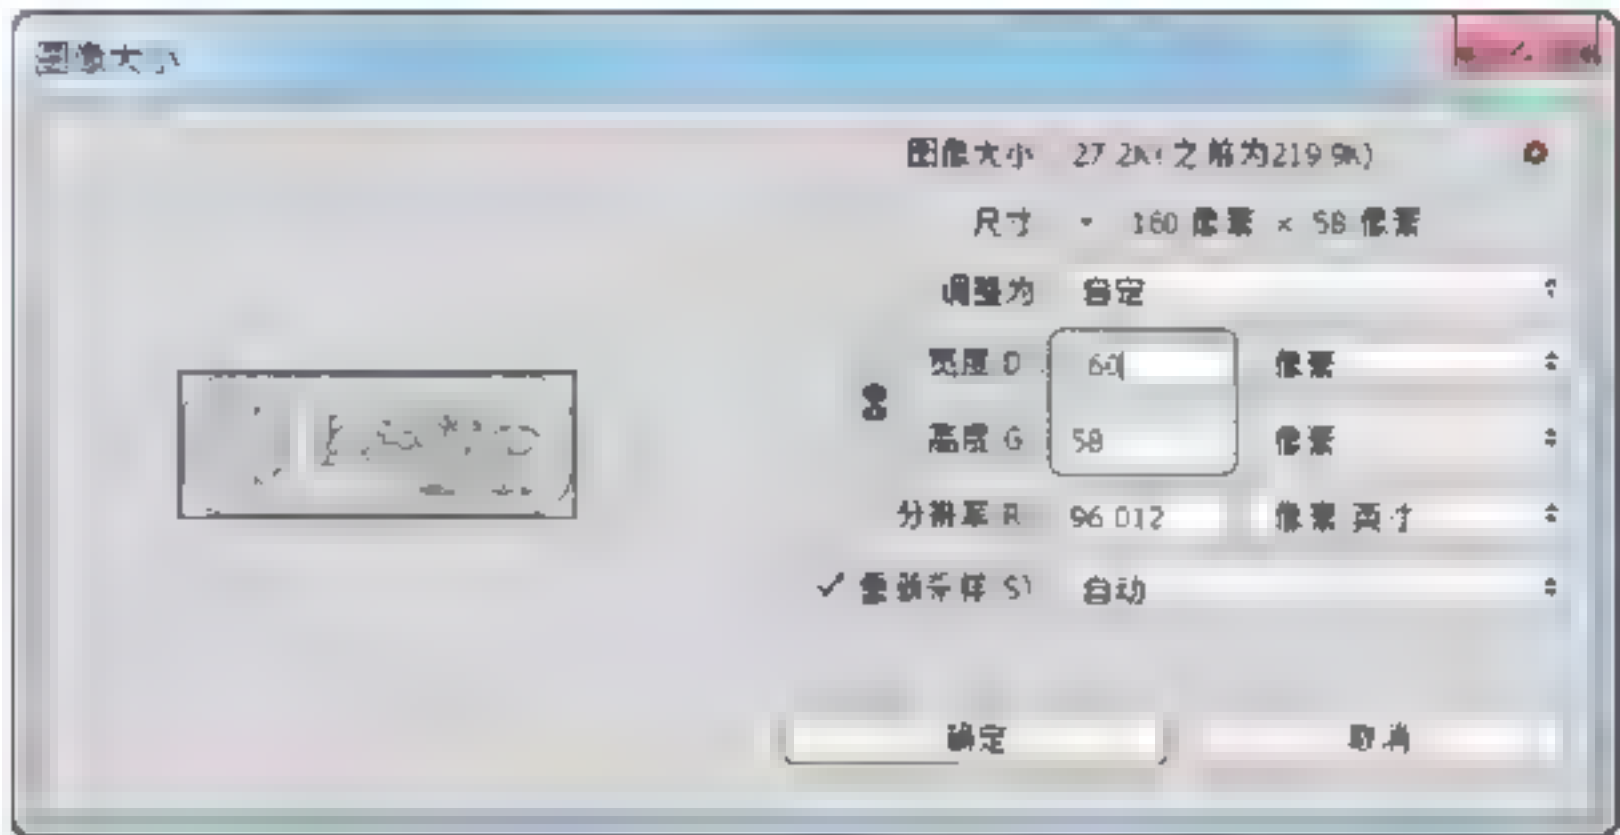 图像大小
图像大小 27.2K(之前为219.9K)
尺寸 160 像素 × 58 像素
调整为 自定
宽度 D 60 像素
高度 G 58 像素
分辨率 R 96.012 像素/英寸
重新采样 S) 自动
确定 取消